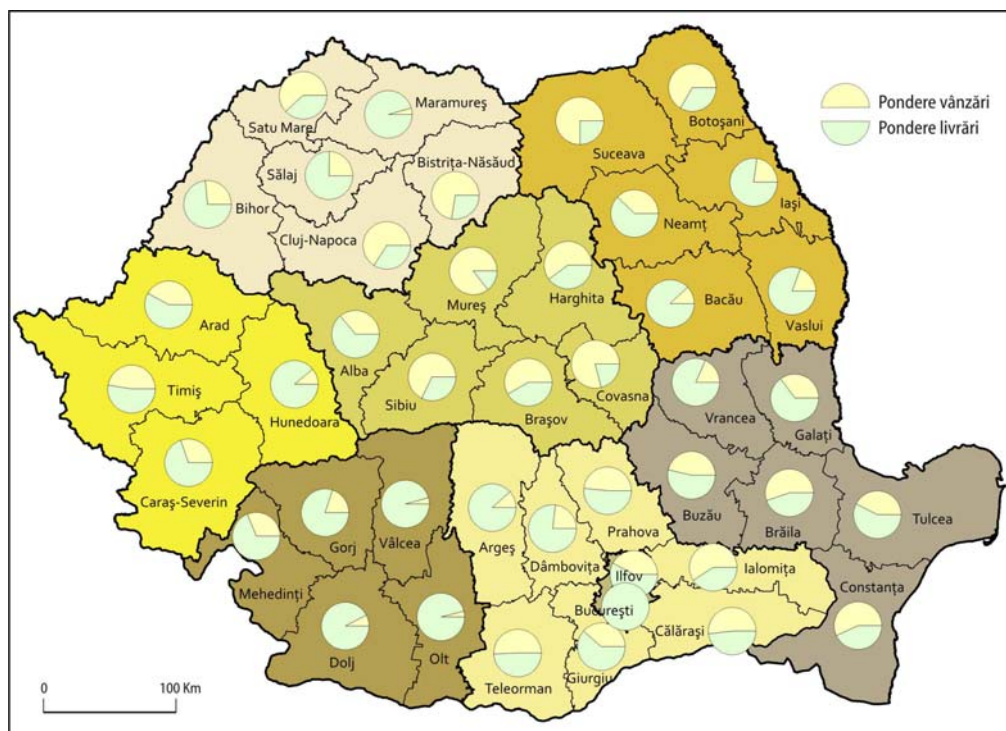 Pondere vânzări
Pondere livrări
Maramureş
Botoşani
Satu Mare
Suceava
Bistriţa-Năsăud
Sălaj
Iaşi
Bihor
Neamţ
Cluj-Napoca
Mureş
Harghita
Bacău
Vaslui
Arad
Alba
Timiş
Sibiu
Covasna
Hunedoara
Braşov
Vrancea
Galaţi
Caraş-Severin
Buzău
Tulcea
Prahova
Brăila
Gorj
Vâlcea
Argeş
Dâmboviţa
Ilfov
Ialomiţa
Constanţa
Mehedinţi
Bucureşti
Călăraşi
Dolj
Olt
Teleorman
Giurgiu
0
100 Km